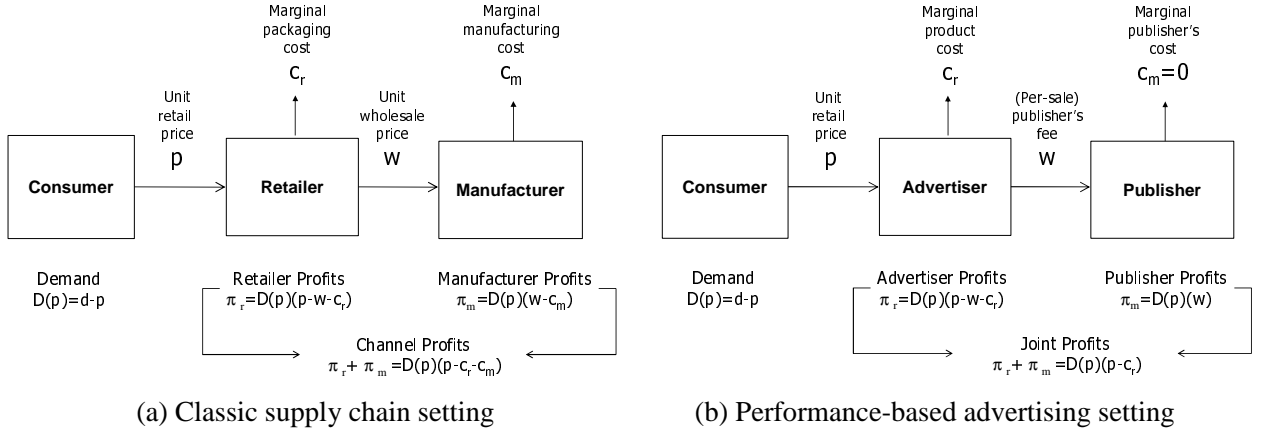 Marginal
packaging
cost
c_r
Marginal
manufacturing
cost
c_m
Unit
retail
price
p
Unit
wholesale
price
w
Consumer
Retailer
Manufacturer
Demand
D(p)=d-p
Retailer Profits
π_r=D(p)(p-w-c_r)
Manufacturer Profits
π_m=D(p)(w-c_m)
Channel Profits
π_r+ π_m=D(p)(p-c_r-c_m)
(a) Classic supply chain setting
Marginal
product
cost
c_r
Marginal
publisher's
cost
c_m=0
Unit
retail
price
p
(Per-sale)
publisher's
fee
w
Consumer
Advertiser
Publisher
Demand
D(p)=d-p
Advertiser Profits
π_r=D(p)(p-w-c_r)
Publisher Profits
π_m=D(p)(w)
Joint Profits
π_r+ π_m=D(p)(p-c_r)
(b) Performance-based advertising setting